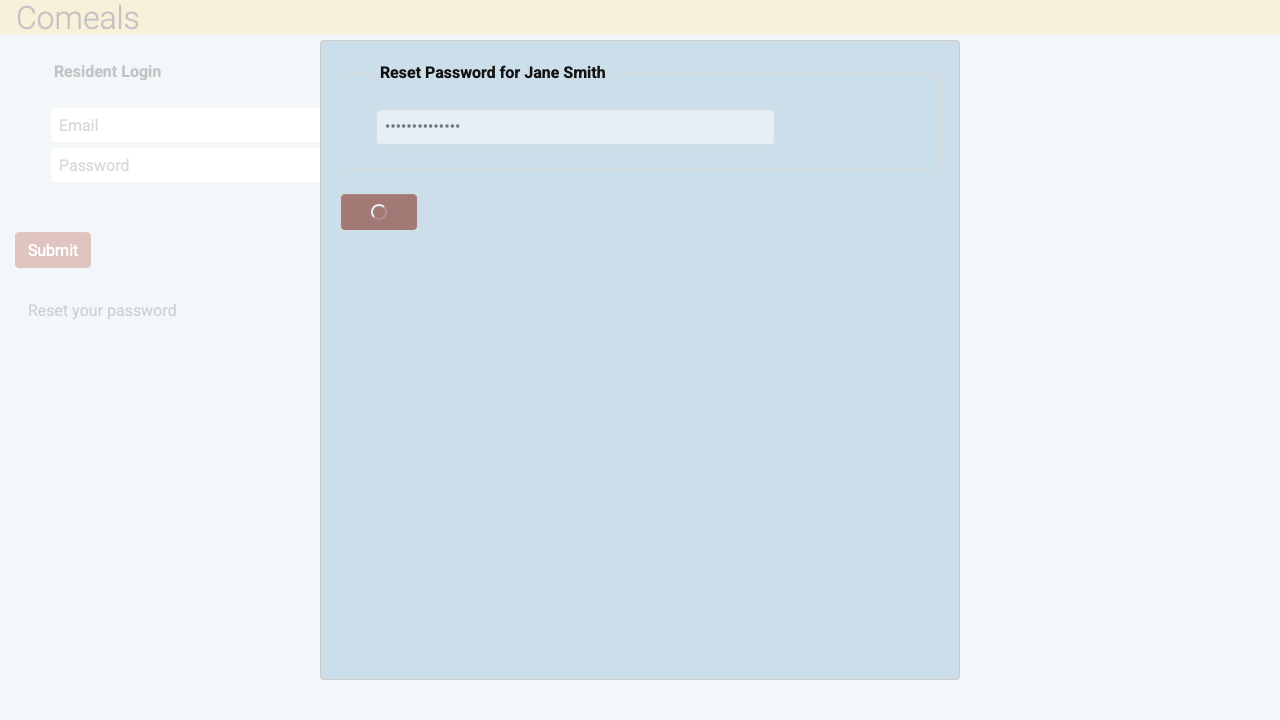 Comeals
Resident Login
Reset Password for Jane Smith
Email
••••••••••••••
Password
Submit
Reset your password